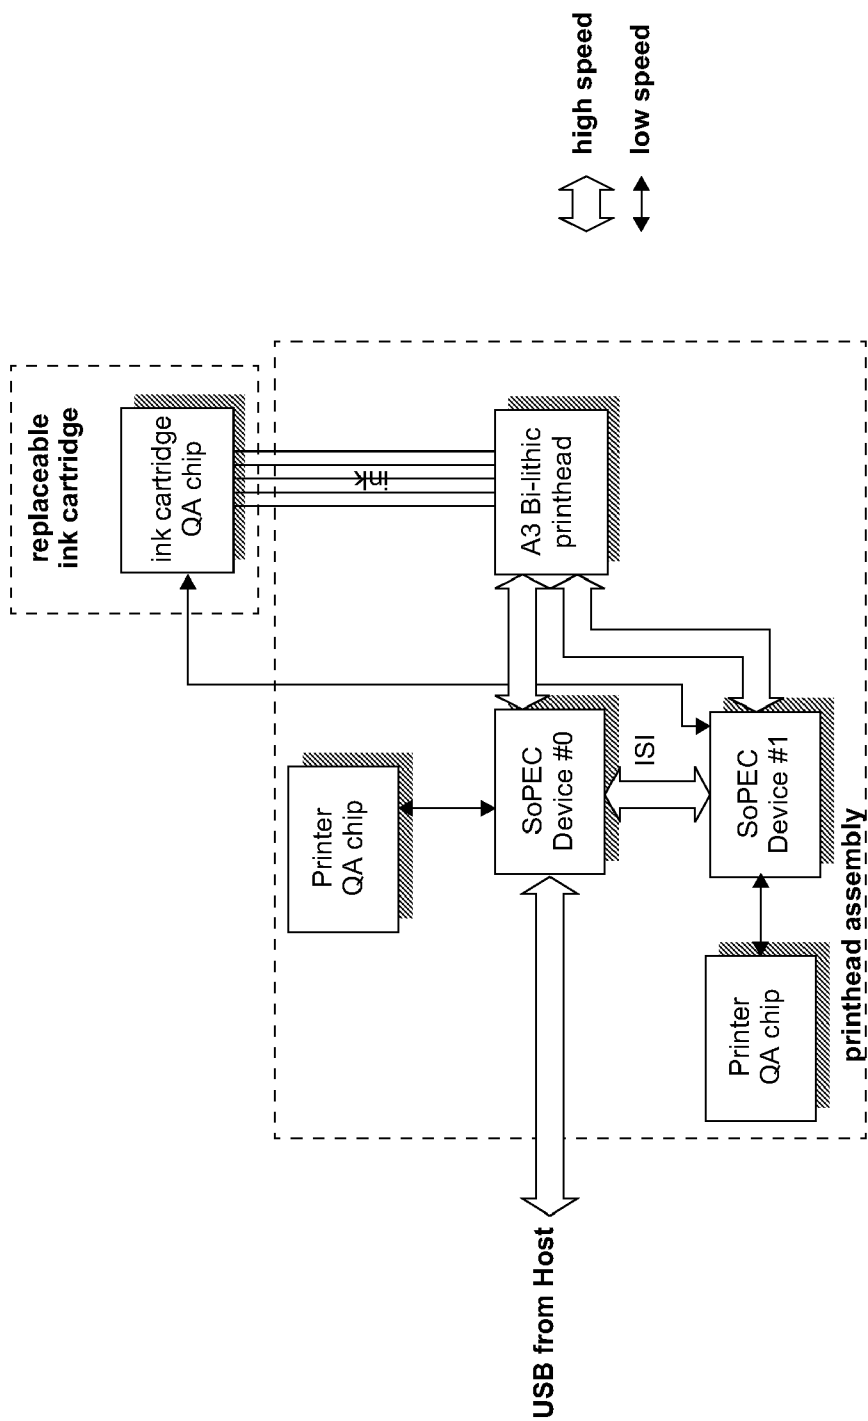 replaceable
ink cartridge
ink cartridge
QA chip
ink
A3 Bi-lithic
printhead
Printer
QA chip
SoPEC
Device #0
ISI
SoPEC
Device #1
Printer
QA chip
printhead assembly
USB from Host
high speed
low speed